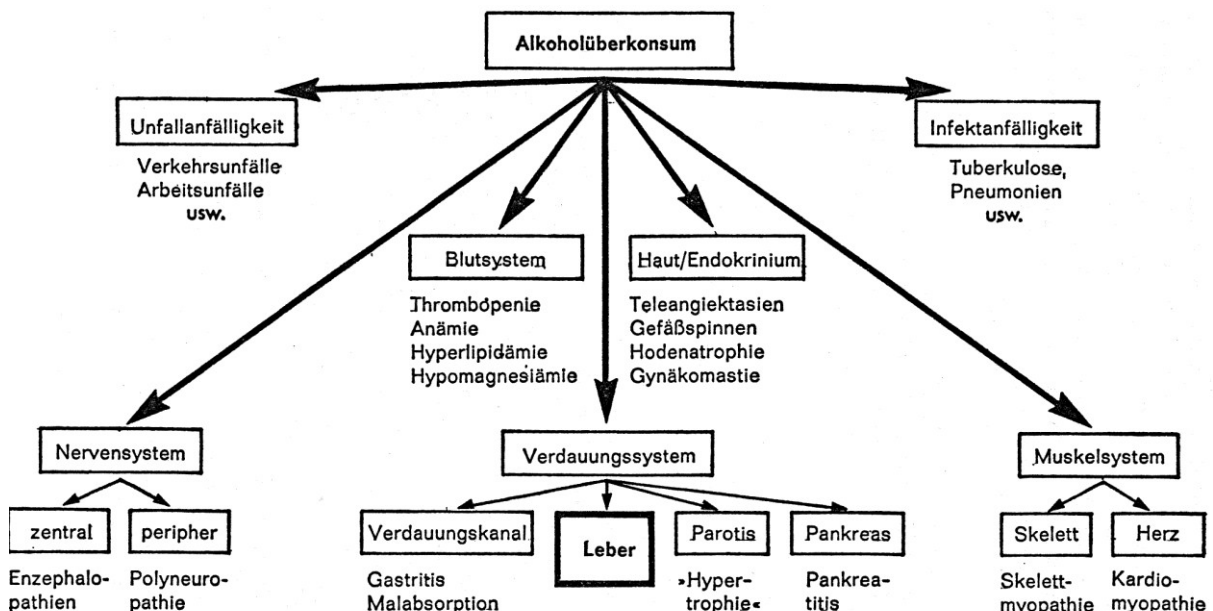 Alkoholüberkonsum
Unfallanfälligkeit
Verkehrsunfälle
Arbeitsunfälle
usw.
Infektanfälligkeit
Tuberkulose,
Pneumonien
usw.
Blutsystem
Thrombopenie
Anämie
Hyperlipidämie
Hypomagnesiämie
Haut/Endokrinium
Teleangiektasien
Gefäßspinnen
Hodenatrophie
Gynäkomastie
Nervensystem
zentral
Enzephalo-
pathien
peripher
Polyneuro-
pathie
Verdauungssystem
Verdauungskanal
Gastritis
Malabsorption
Leber
Parotis
»Hyper-
trophie«
Pankreas
Pankrea-
titis
Muskelsystem
Skelett
Skelett-
myopathie
Herz
Kardio-
myopathie